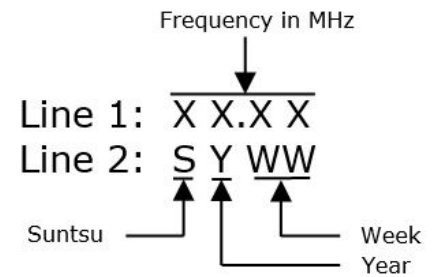 Frequency in MHz
Line 1: X X.X X
Line 2: S Y WW
Suntsu
Week
Year